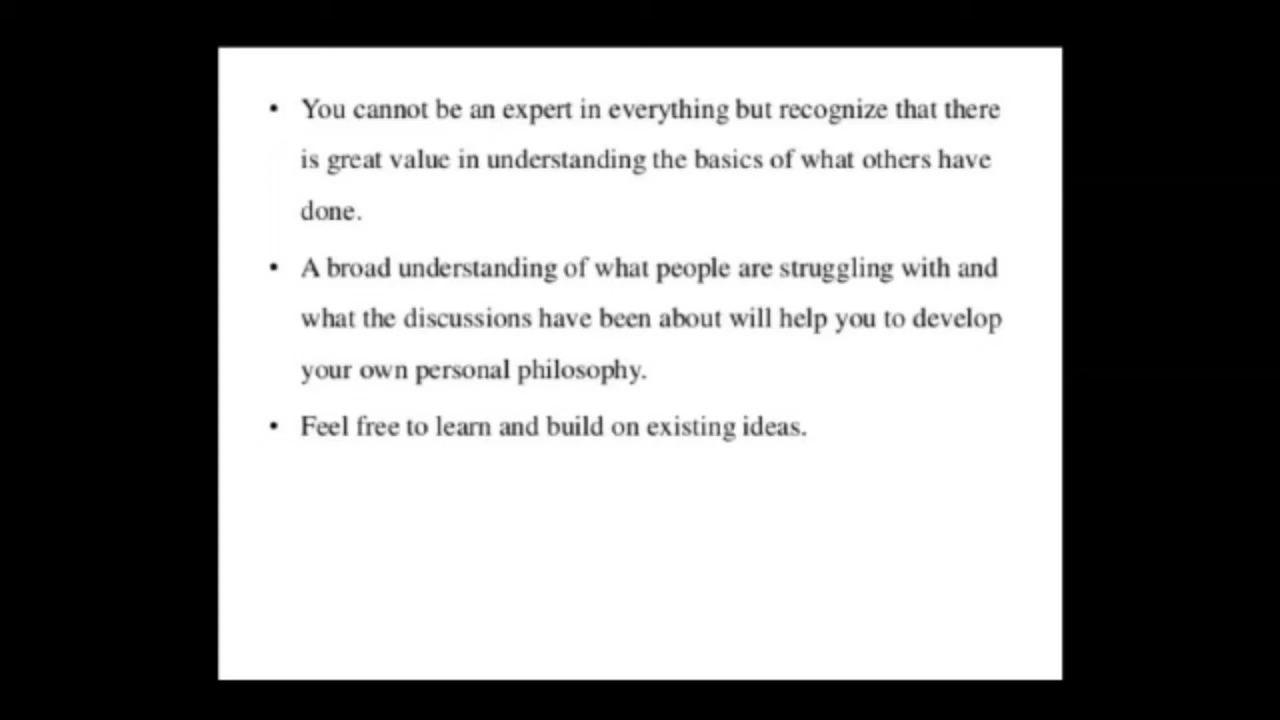 • You cannot be an expert in everything but recognize that there
is great value in understanding the basics of what others have
done.
• A broad understanding of what people are struggling with and
what the discussions have been about will help you to develop
your own personal philosophy.
• Feel free to learn and build on existing ideas.